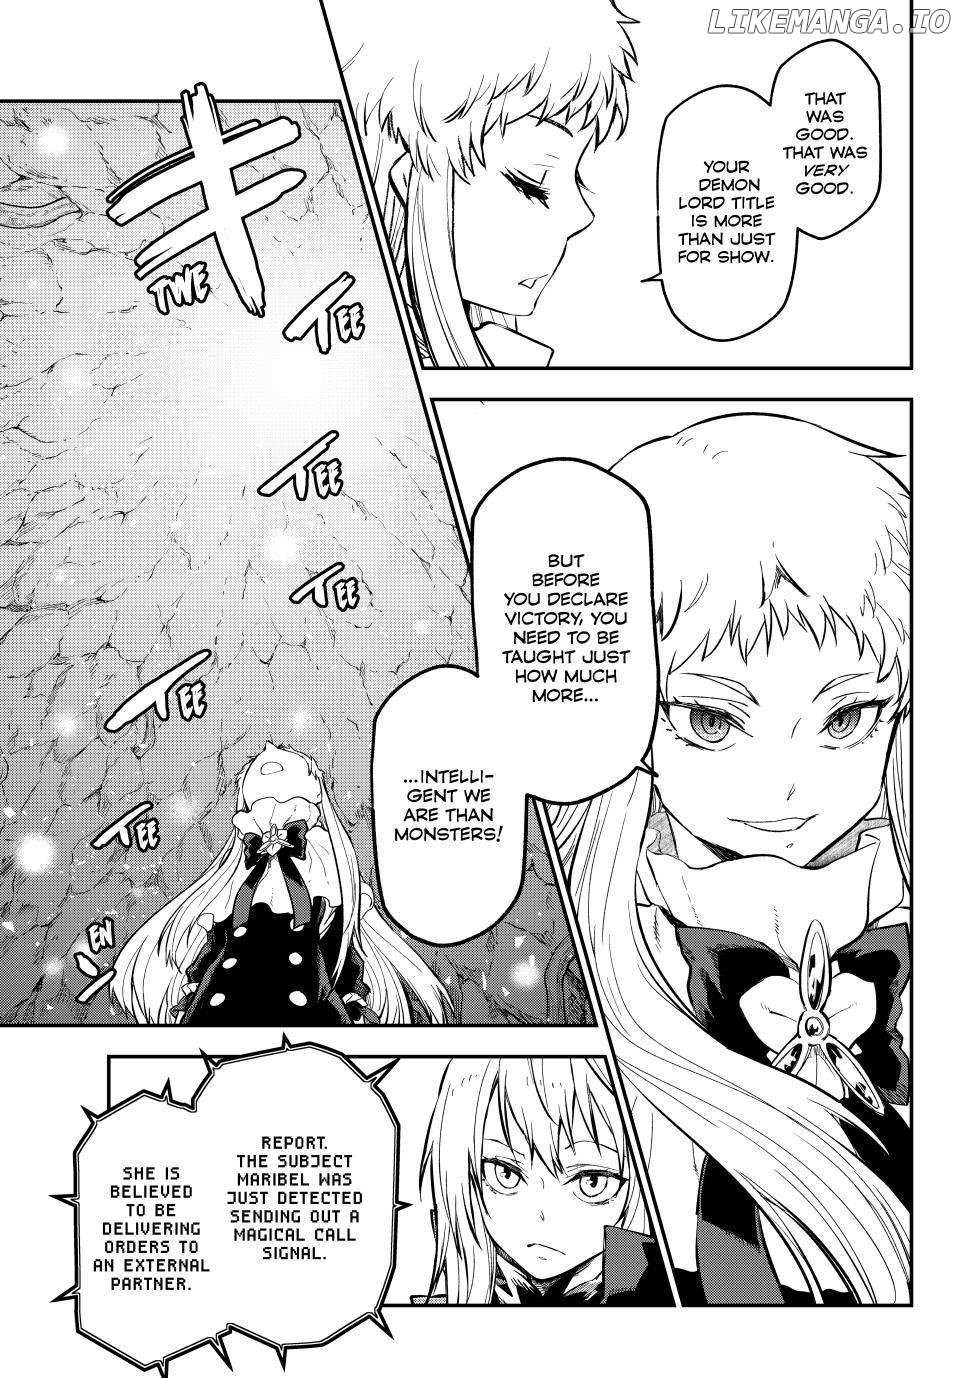 LIKEMANGA.IO
THAT
WAS
GOOD.
THAT WAS
VERY
GOOD.
YOUR
DEMON
LORD TITLE
IS MORE
THAN JUST
FOR SHOW.
キ
TWE
TEE
TEE
TEE
TEE
TEE
EN
BUT
BEFORE
YOU DECLARE
VICTORY, YOU
NEED TO BE
TAUGHT JUST
HOW MUCH
MORE...
...INTELLI-
GENT WE
ARE THAN
MONSTERS!
REPORT.
THE SUBJECT
MARIBEL WAS
JUST DETECTED
SENDING OUT A
MAGICAL CALL
SIGNAL.
SHE IS
BELIEVED
TO BE
DELIVERING
ORDERS TO
AN EXTERNAL
PARTNER.